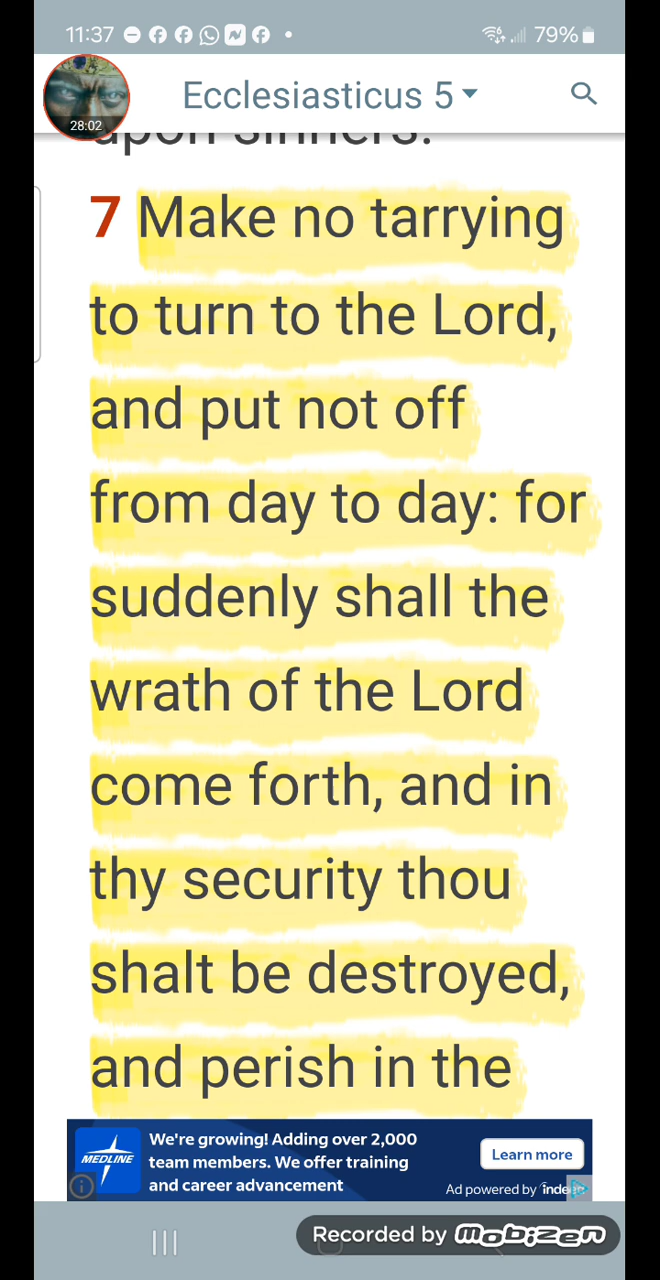 11:37
79%
28:02
Ecclesiasticus 5
upon sinners.
7 Make no tarrying
to turn to the Lord,
and put not off
from day to day: for
suddenly shall the
wrath of the Lord
come forth, and in
thy security thou
shalt be destroyed,
and perish in the
MEDLINE
We're growing! Adding over 2,000
team members. We offer training
and career advancement
Learn more
Ad powered by indeed
Recorded by mobizen